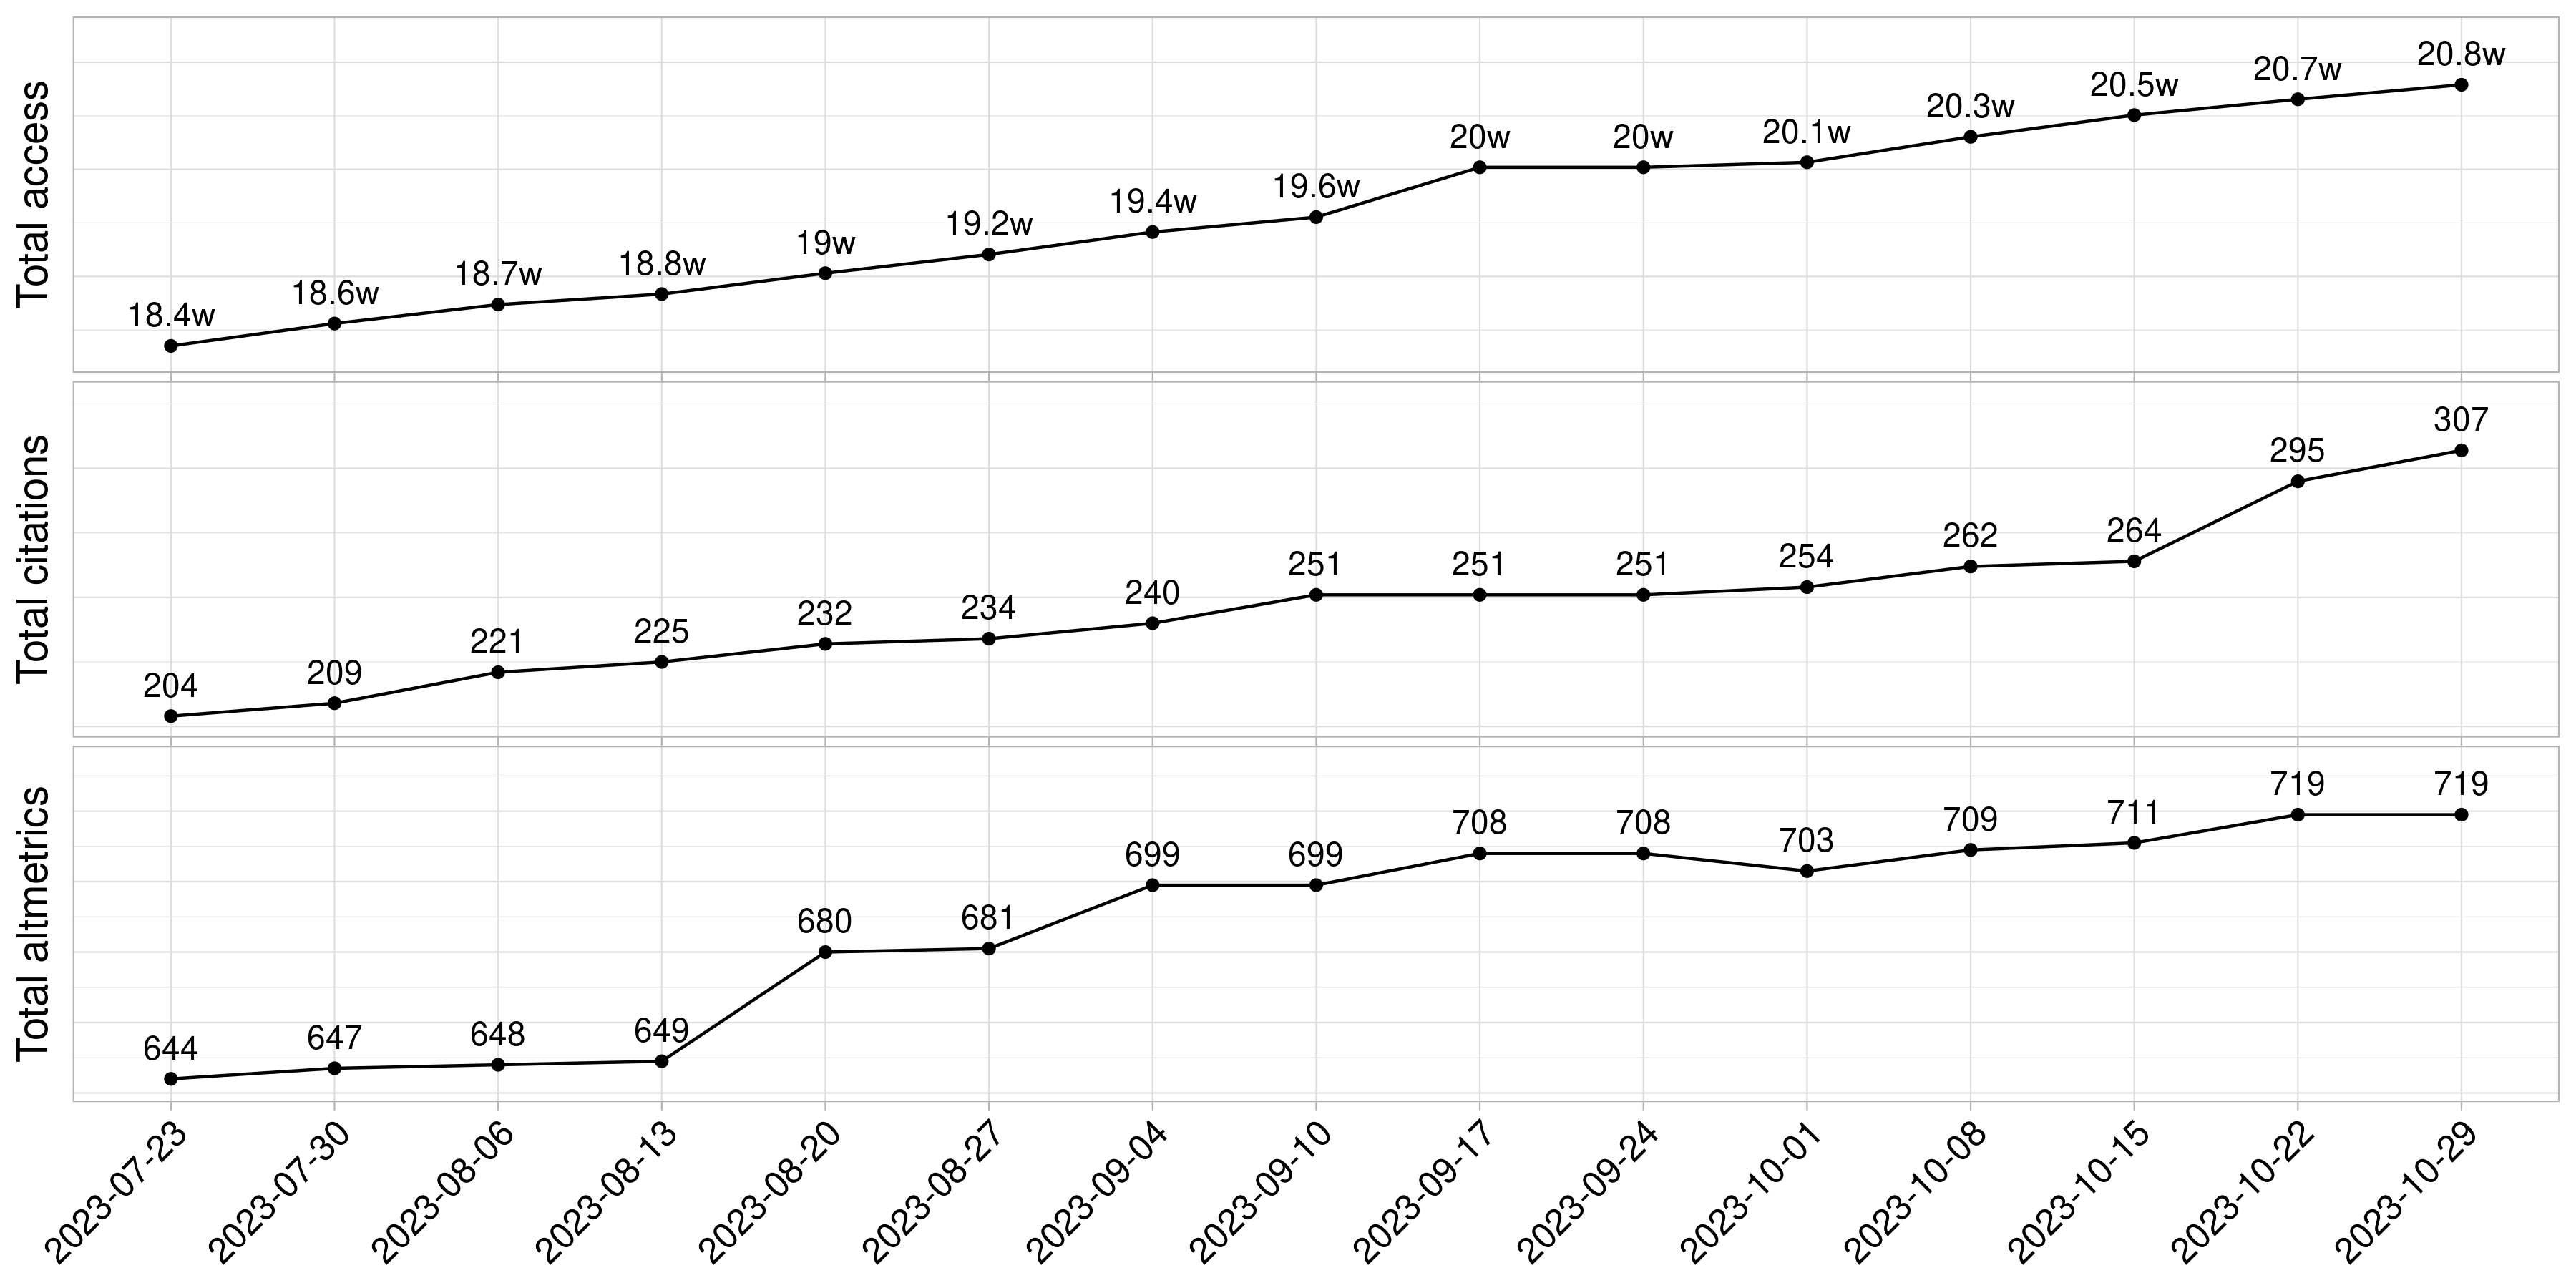 Total access
18.4w 18.6w 18.7w 18.8w 19w 19.2w 19.4w 19.6w 20w 20w 20.1w 20.3w 20.5w 20.7w 20.8w
Total citations
204 209 221 225 232 234 240 251 251 251 254 262 264 295 307
Total altmetrics
644 647 648 649 680 681 699 699 708 708 703 709 711 719 719
2023-07-23 2023-07-30 2023-08-06 2023-08-13 2023-08-20 2023-08-27 2023-09-04 2023-09-10 2023-09-17 2023-09-24 2023-10-01 2023-10-08 2023-10-15 2023-10-22 2023-10-29